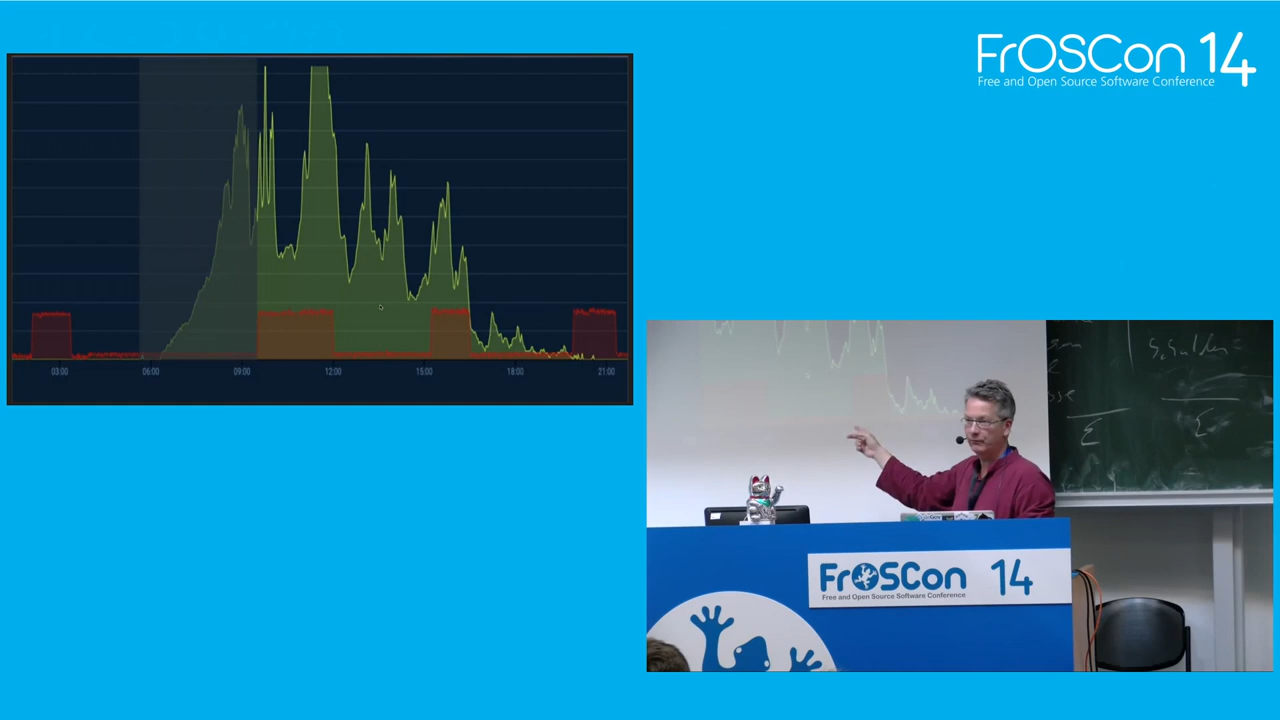 FrOSCon 14
Free and Open Source Software Conference
03:00 06:00 09:00 12:00 15:00 18:00 21:00
FrOSCon 14
Free and Open Source Software Conference
Σ
Σ